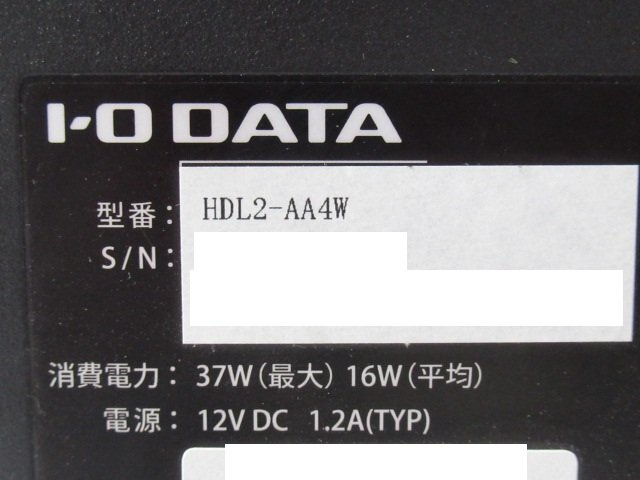 I-O DATA
型番： HDL2-AA4W
S/N：
消費電力： 37W（最大） 16W（平均）
電源： 12V DC 1.2A(TYP)